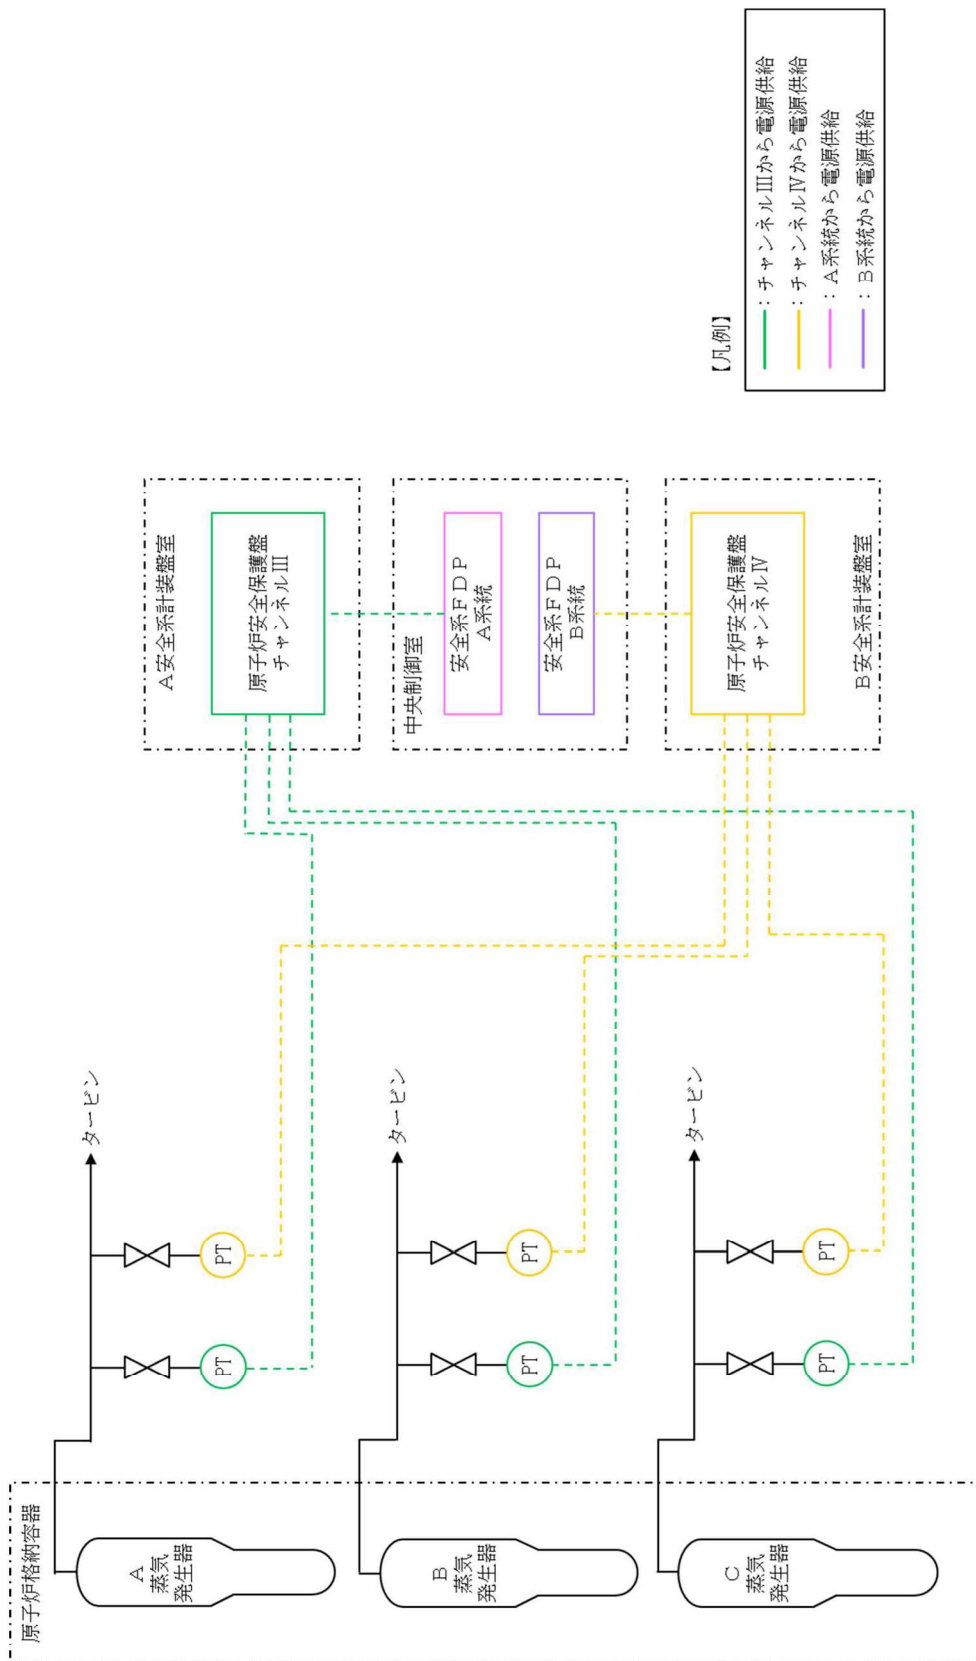 原子炉格納容器
A
蒸気
発生器
B
蒸気
発生器
C
蒸気
発生器
タービン
PT
PT
タービン
PT
PT
タービン
PT
PT
A安全系計装盤室
原子炉安全保護盤
チャンネルⅢ
中央制御室
安全系FDP
A系統
安全系FDP
B系統
原子炉安全保護盤
チャンネルⅣ
B安全系計装盤室
【凡例】
：チャンネルⅢから電源供給
：チャンネルⅣから電源供給
：A系統から電源供給
：B系統から電源供給